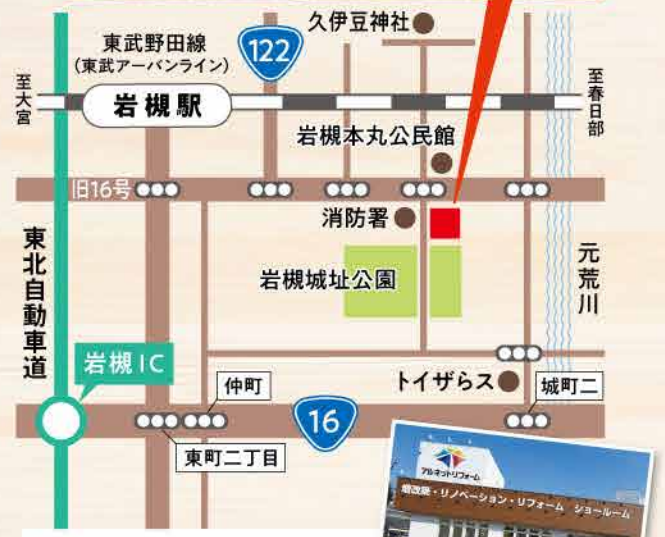 久伊豆神社
東武野田線
（東武アーバンライン）
122
至大宮
岩槻駅
至春日部
岩槻本丸公民館
旧16号
消防署
東北自動車道
岩槻城址公園
元荒川
岩槻IC
仲町
トイザらス
城町二
16
東町二丁目
アルネットリフォーム
増改築・リノベーション・リフォーム ショールーム